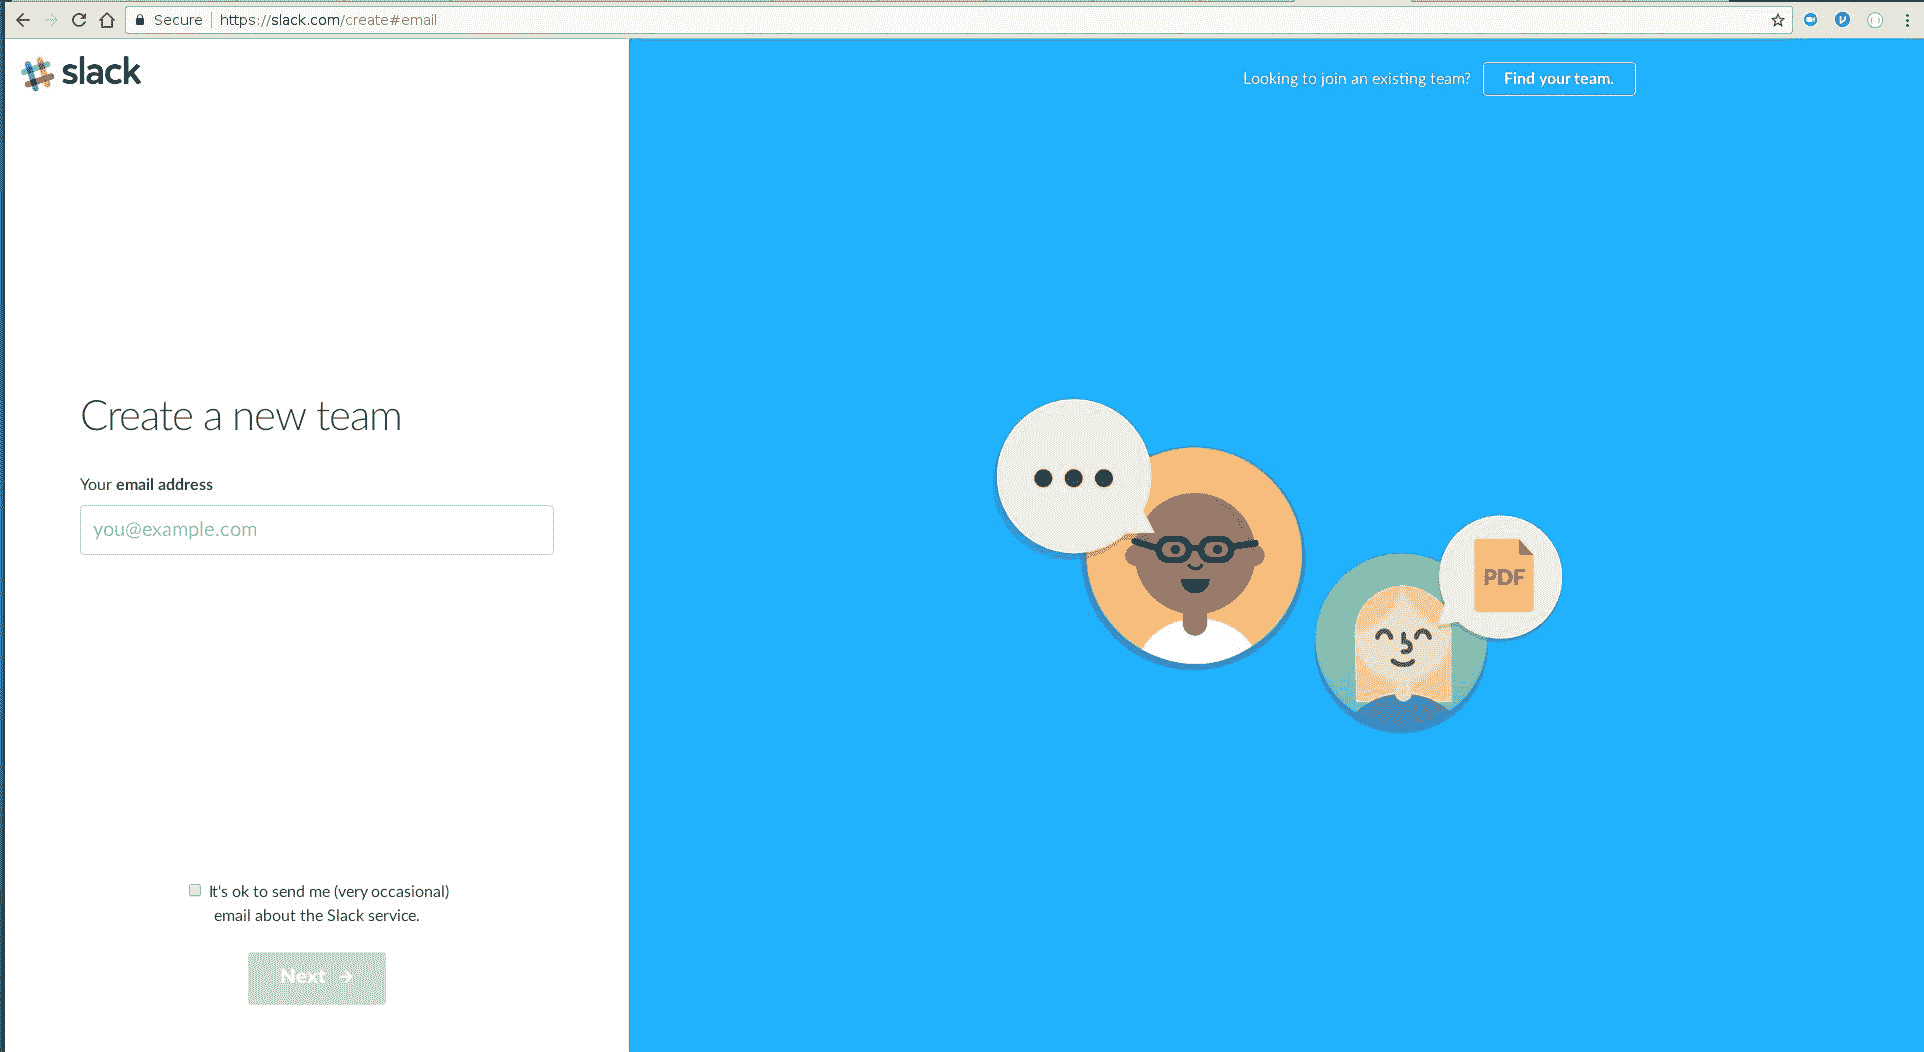 Secure https://slack.com/create#email
slack
Looking to join an existing team? Find your team.
Create a new team
Your email address
you@example.com
PDF
It's ok to send me (very occasional)
email about the Slack service.
Next →